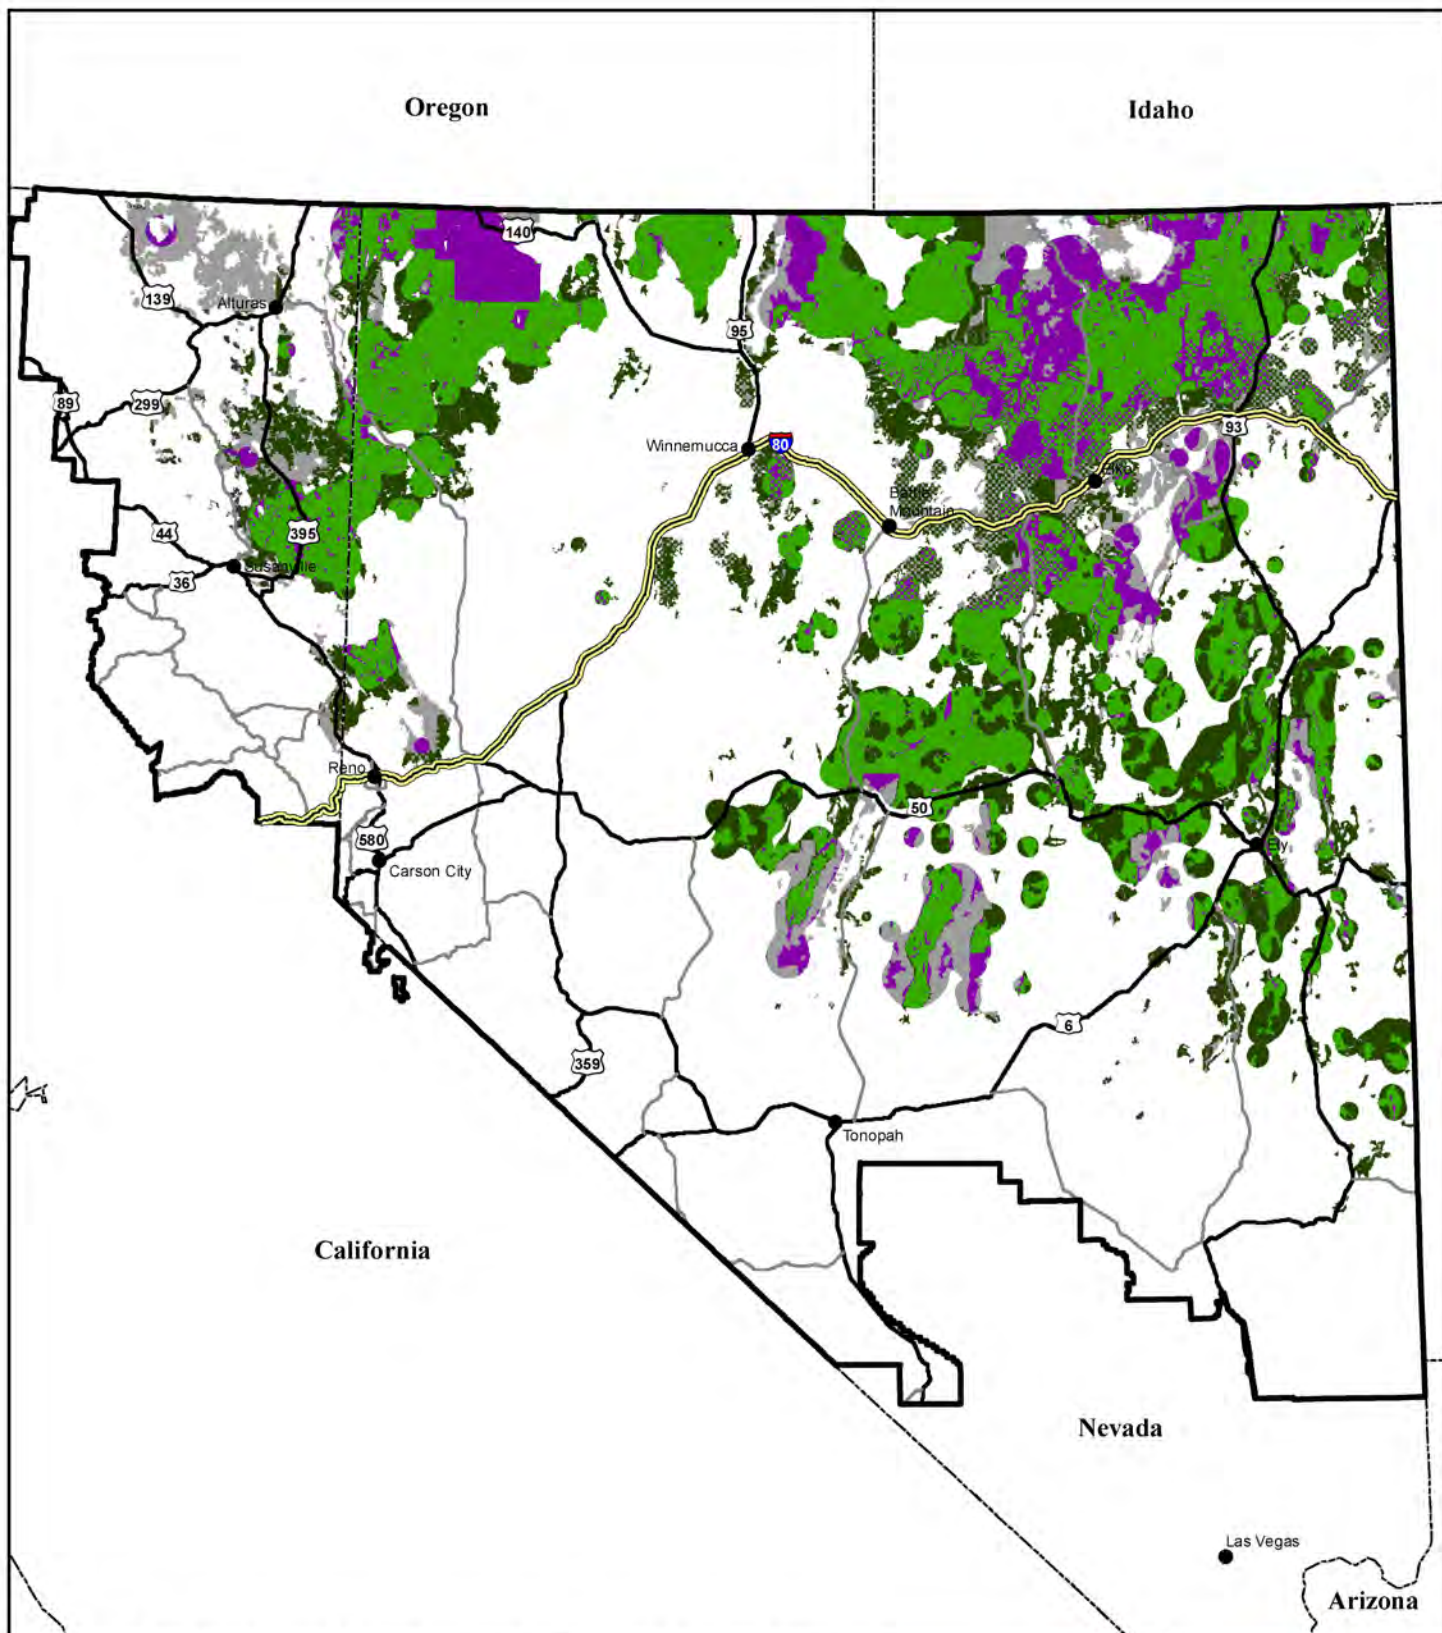 Oregon
Idaho
140
139
Alturas
95
89
299
93
Winnemucca
80
Elko
Battle
Mountain
44
395
36
Susanville
Reno
50
580
Ely
Carson City
6
359
Tonopah
California
Nevada
Las Vegas
Arizona